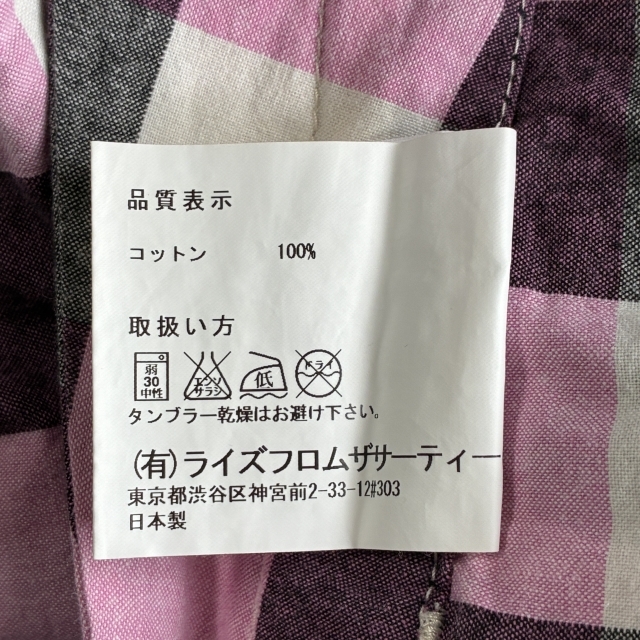 品質表示
コットン 100%
取扱い方
弱 30 中性 エンソ サラシ 低 ドライ
タンブラー乾燥はお避け下さい。
(有)ライズフロムザサーティー
東京都渋谷区神宮前2-33-12#303
日本製